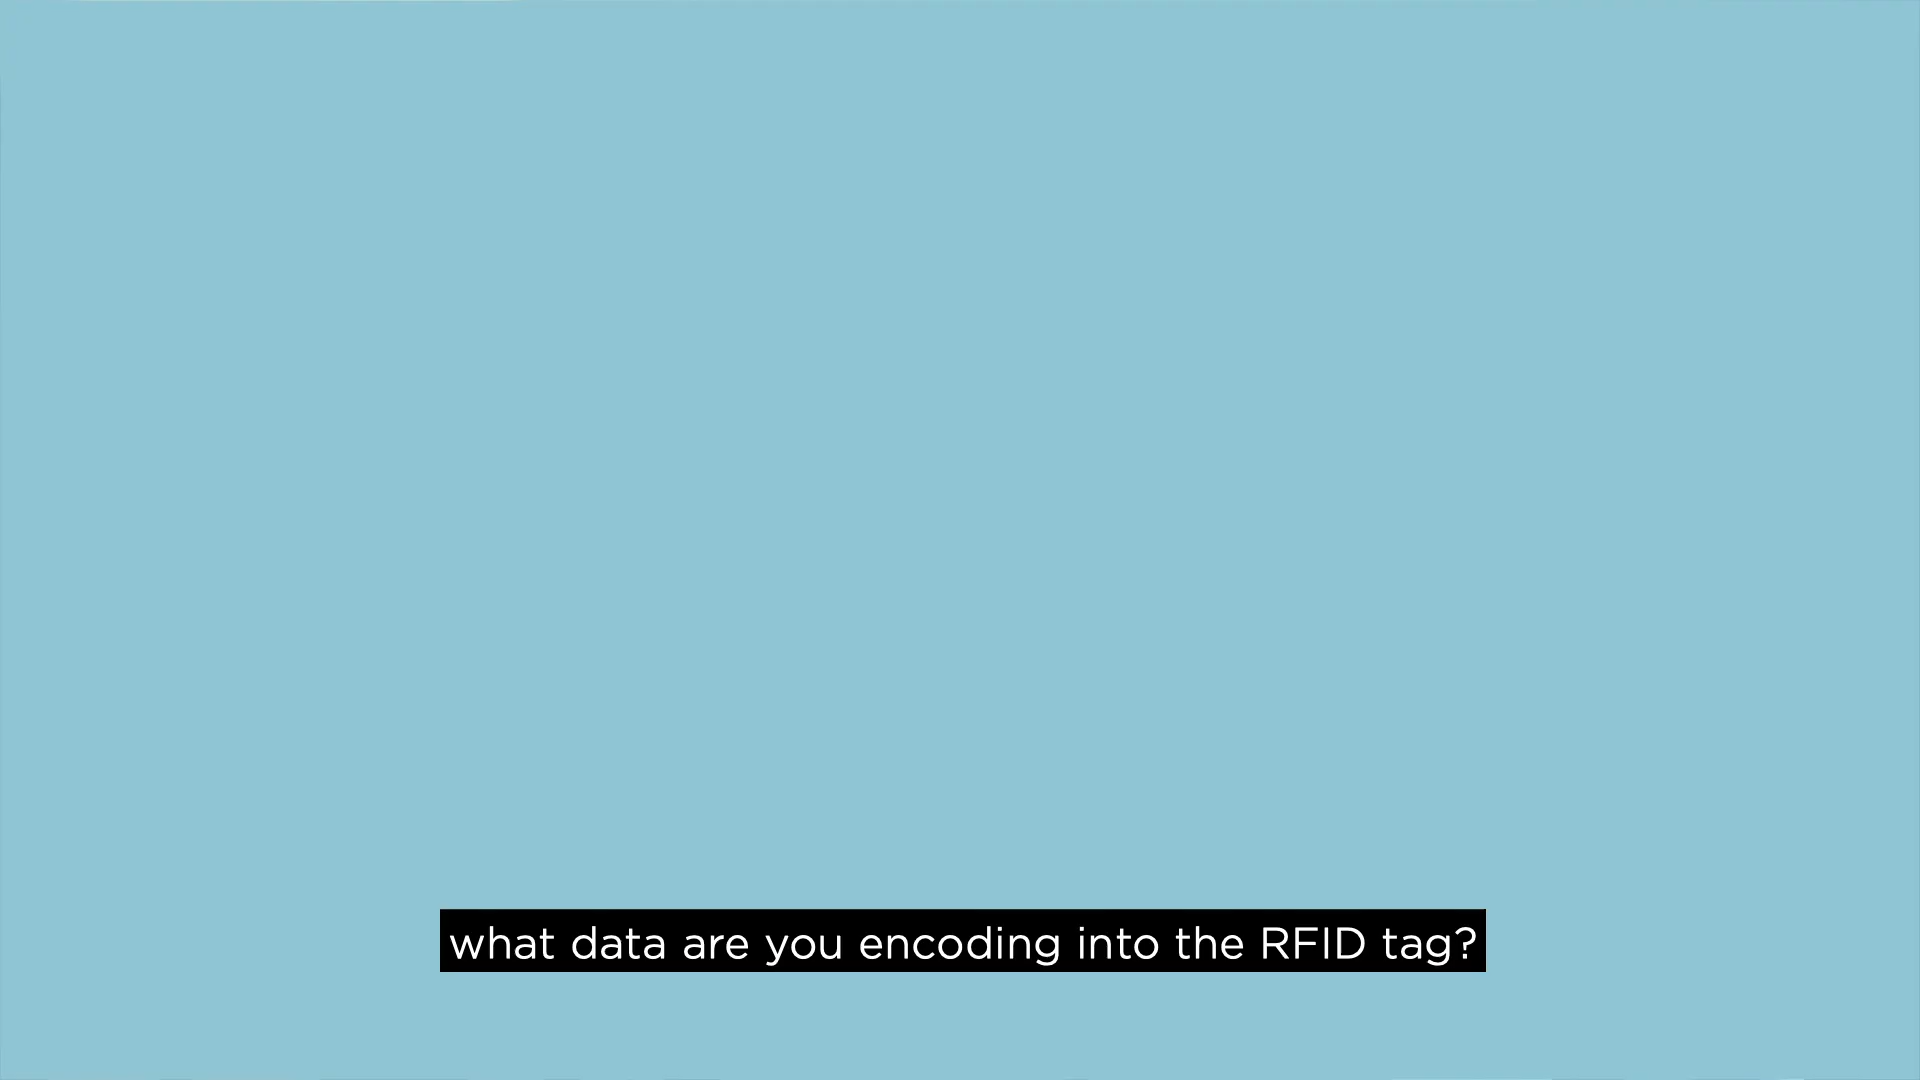 what data are you encoding into the RFID tag?